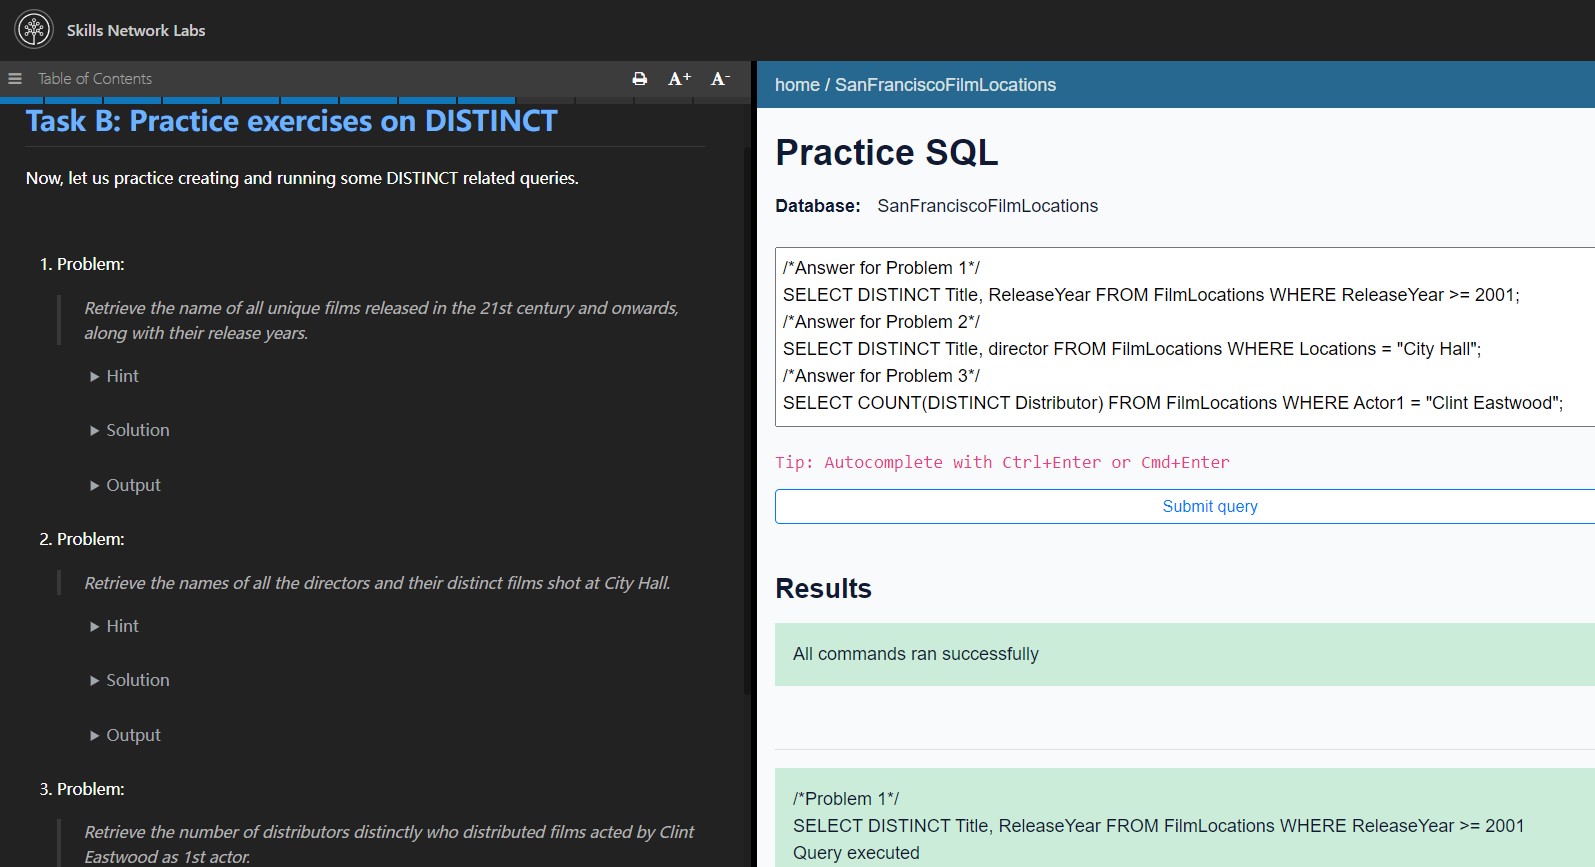 Skills Network Labs
Table of Contents
A+ A-
Task B: Practice exercises on DISTINCT
Now, let us practice creating and running some DISTINCT related queries.
1. Problem:
Retrieve the name of all unique films released in the 21st century and onwards,
along with their release years.
▶ Hint
▶ Solution
▶ Output
2. Problem:
Retrieve the names of all the directors and their distinct films shot at City Hall.
▶ Hint
▶ Solution
▶ Output
3. Problem:
Retrieve the number of distributors distinctly who distributed films acted by Clint
Eastwood as 1st actor.
home / SanFranciscoFilmLocations
Practice SQL
Database: SanFranciscoFilmLocations
/*Answer for Problem 1*/
SELECT DISTINCT Title, ReleaseYear FROM FilmLocations WHERE ReleaseYear >= 2001;
/*Answer for Problem 2*/
SELECT DISTINCT Title, director FROM FilmLocations WHERE Locations = "City Hall";
/*Answer for Problem 3*/
SELECT COUNT(DISTINCT Distributor) FROM FilmLocations WHERE Actor1 = "Clint Eastwood";
Tip: Autocomplete with Ctrl+Enter or Cmd+Enter
Submit query
Results
All commands ran successfully
/*Problem 1*/
SELECT DISTINCT Title, ReleaseYear FROM FilmLocations WHERE ReleaseYear >= 2001
Query executed